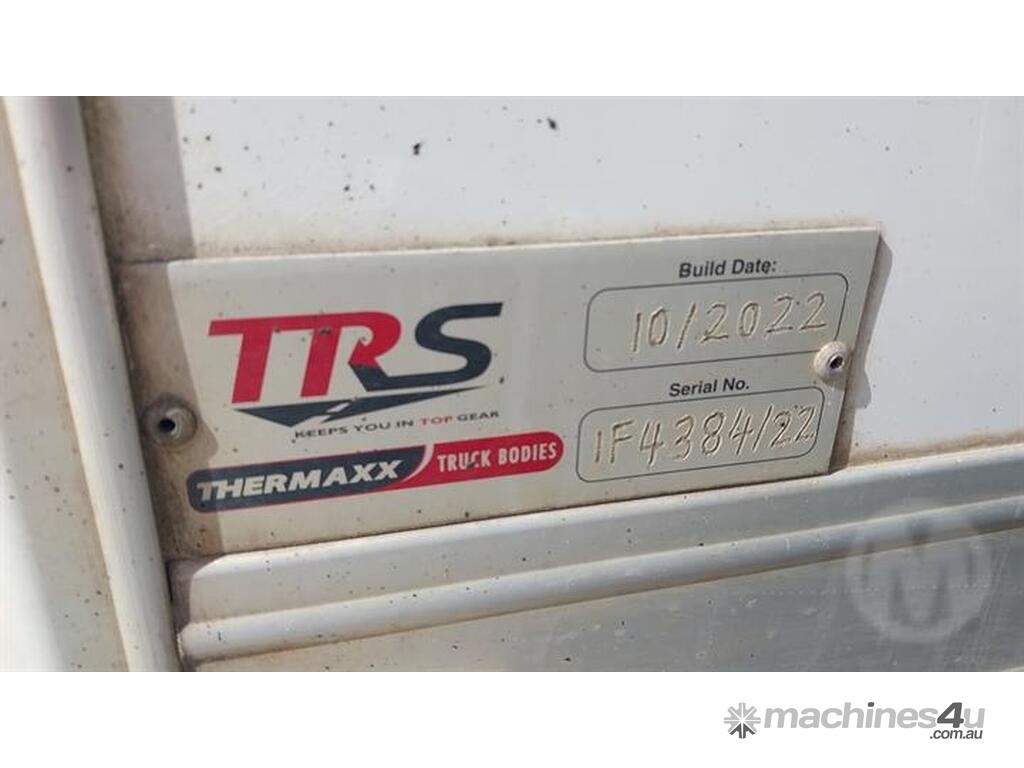 TRS
KEEPS YOU IN TOP GEAR
THERMAXX TRUCK BODIES
Build Date:
10/2022
Serial No.
1F4384/22
M
machines4u
.com.au